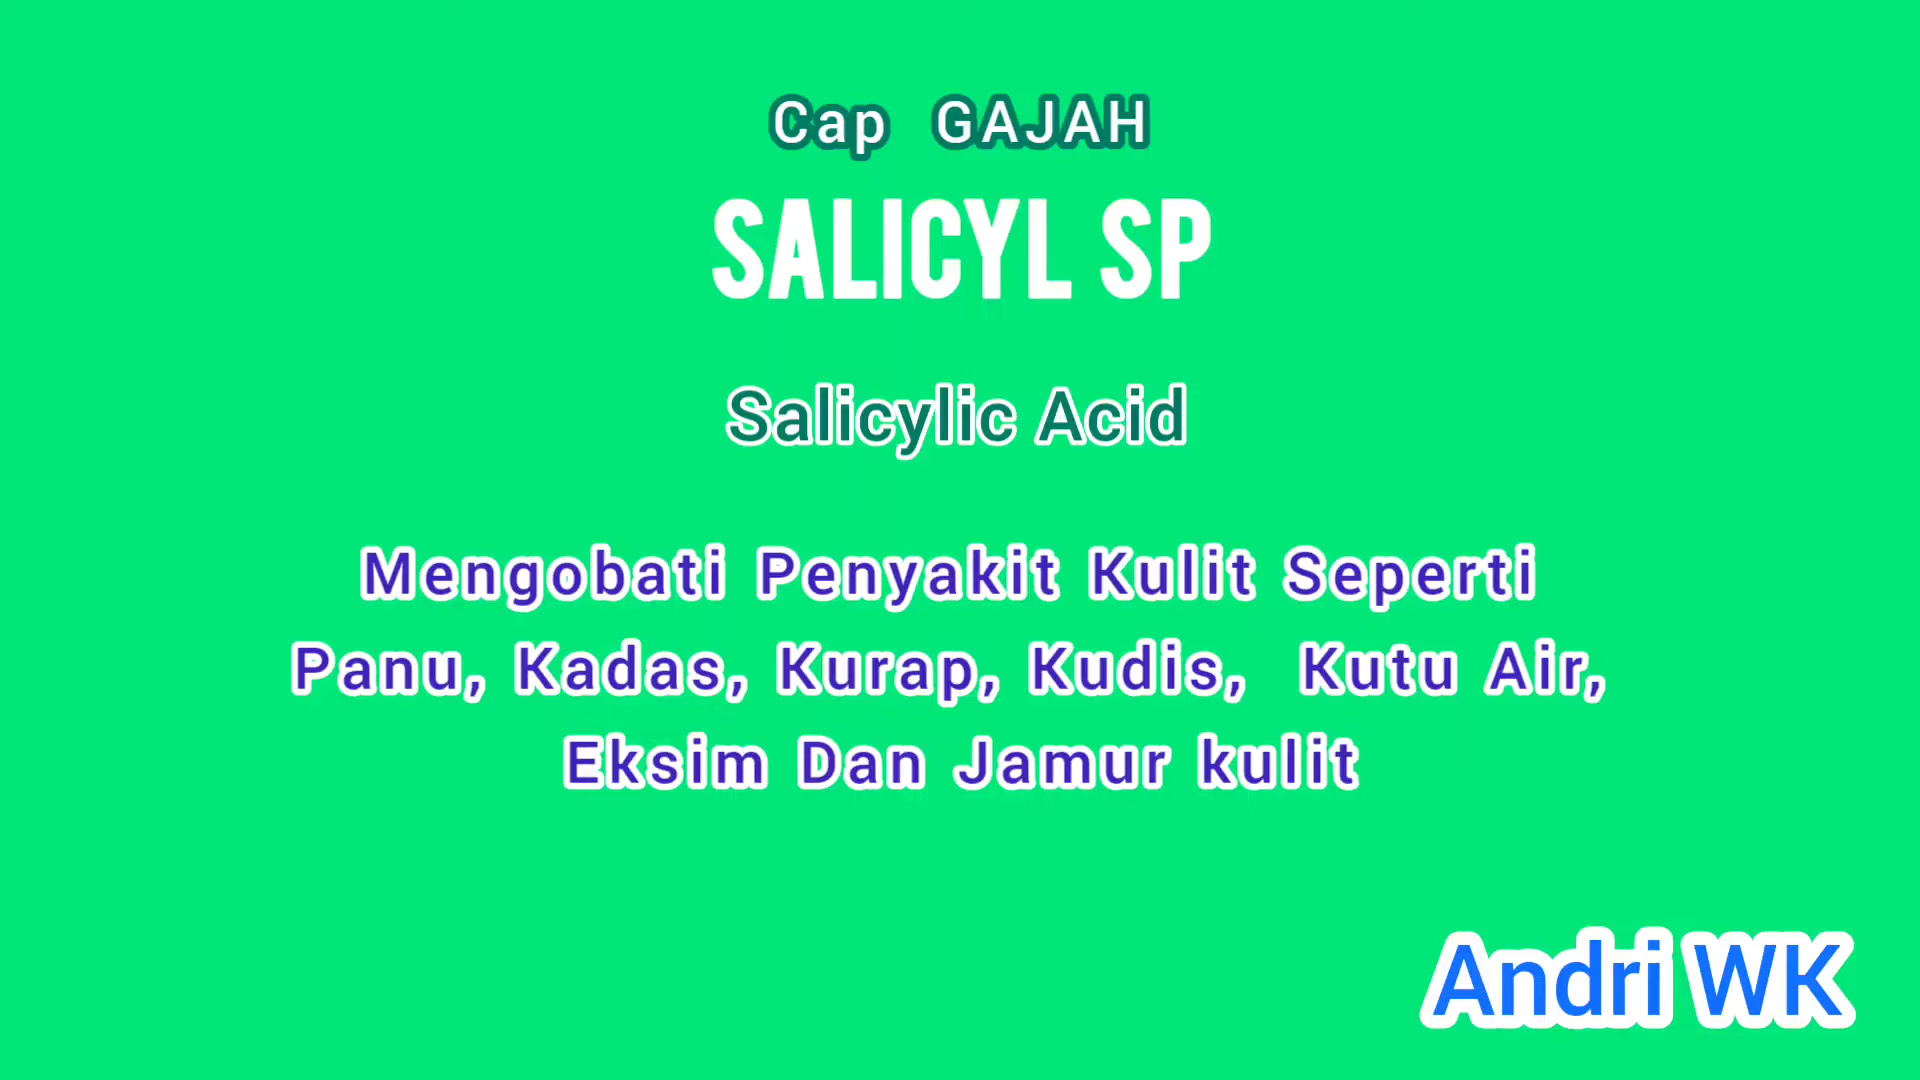 Cap GAJAH
SALICYL SP
Salicylic Acid
Mengobati Penyakit Kulit Seperti
Panu, Kadas, Kurap, Kudis, Kutu Air,
Eksim Dan Jamur kulit
Andri WK